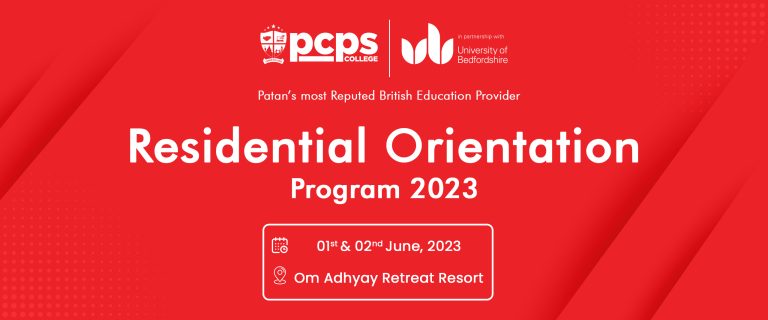 pcps
COLLEGE
in partnership with
University of
Bedfordshire
Patan's most Reputed British Education Provider
Residential Orientation
Program 2023
01st & 02nd June, 2023
Om Adhyay Retreat Resort